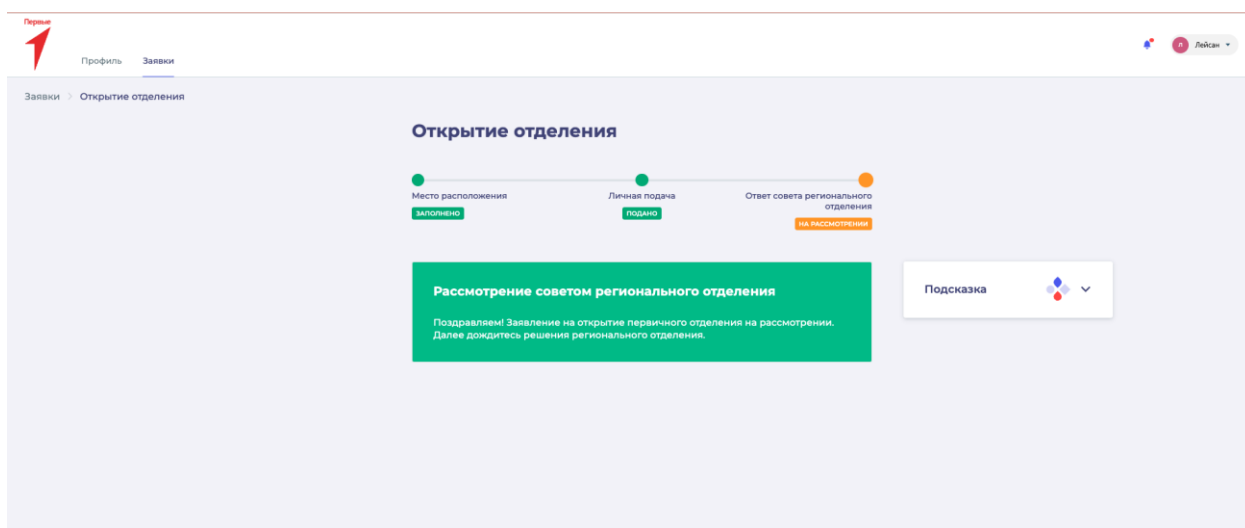 Первые
Профиль Заявки
Л Лейсан
Заявки > Открытие отделения
Открытие отделения
Место расположения
ЗАПОЛНЕНО
Личная подача
ПОДАНО
Ответ совета регионального
отделения
НА РАССМОТРЕНИИ
Рассмотрение советом регионального отделения
Поздравляем! Заявление на открытие первичного отделения на рассмотрении.
Далее дождитесь решения регионального отделения.
Подсказка